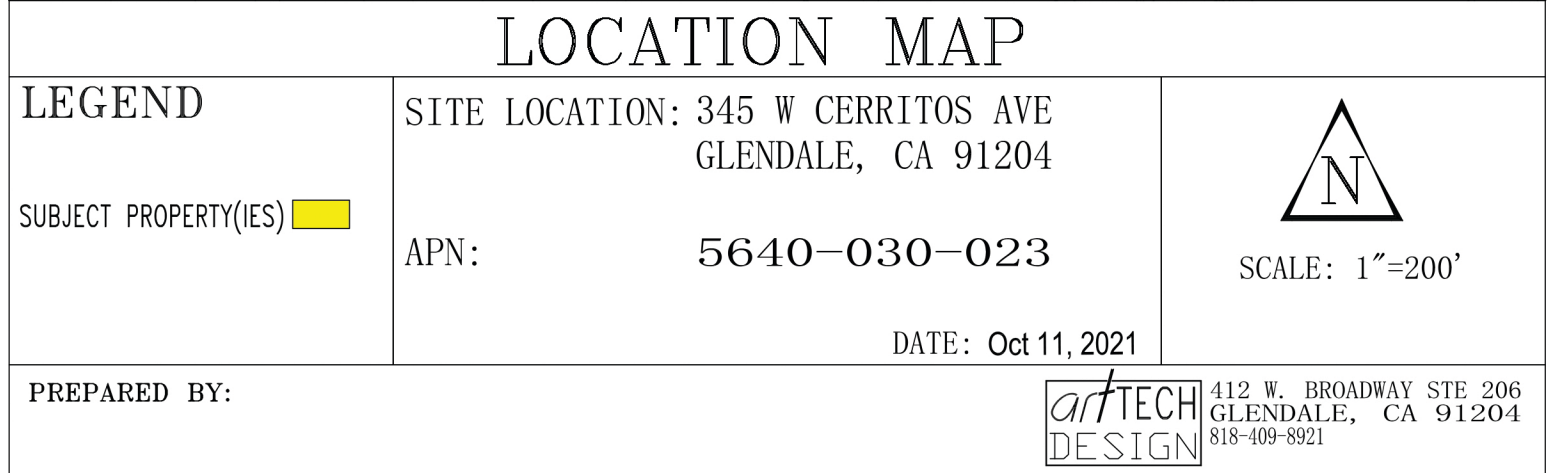 LOCATION MAP
LEGEND
SUBJECT PROPERTY(IES)
SITE LOCATION: 345 W CERRITOS AVE
GLENDALE, CA 91204
APN: 5640-030-023
DATE: Oct 11, 2021
N
SCALE: 1"=200'
PREPARED BY:
artTECH
DESIGN
412 W. BROADWAY STE 206
GLENDALE, CA 91204
818-409-8921